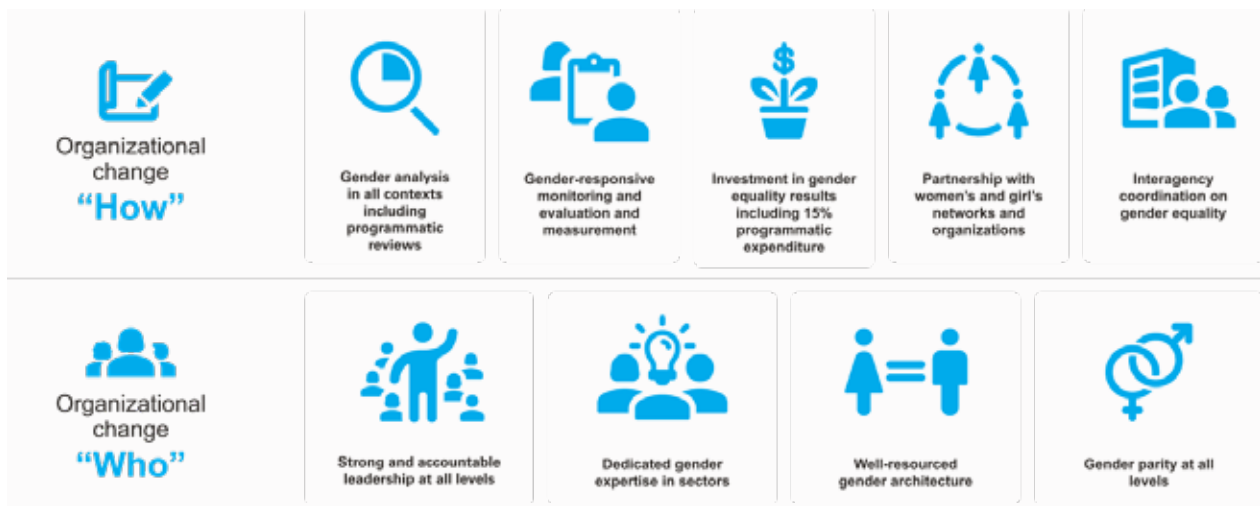 Organizational
change
“How”
Gender analysis
in all contexts
including
programmatic
reviews
Gender-responsive
monitoring and
evaluation and
measurement
$
Investment in gender
equality results
including 15%
programmatic
expenditure
Partnership with
women's and girl's
networks and
organizations
Interagency
coordination on
gender equality
Organizational
change
“Who”
Strong and accountable
leadership at all levels
Dedicated gender
expertise in sectors
Well-resourced
gender architecture
Gender parity at all
levels